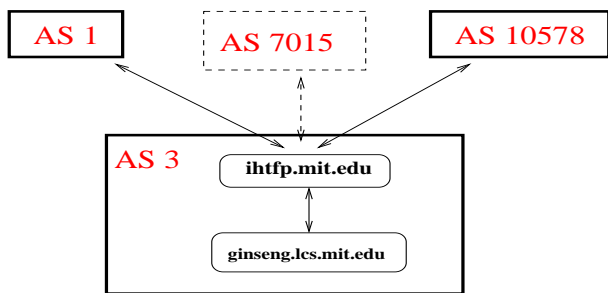 AS 1
AS 7015
AS 10578
AS 3
ihtfp.mit.edu
ginseng.lcs.mit.edu